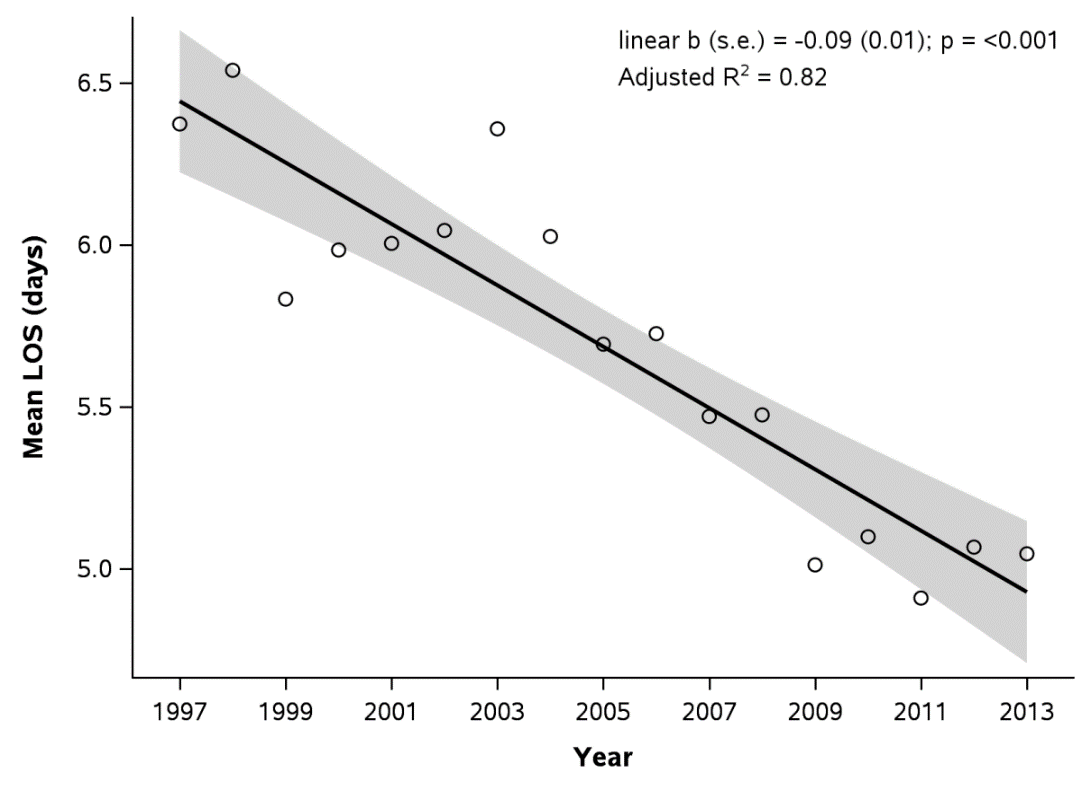 linear b (s.e.) = -0.09 (0.01); p = <0.001
Adjusted R² = 0.82
6.5
6.0
5.5
5.0
Mean LOS (days)
1997 1999 2001 2003 2005 2007 2009 2011 2013
Year